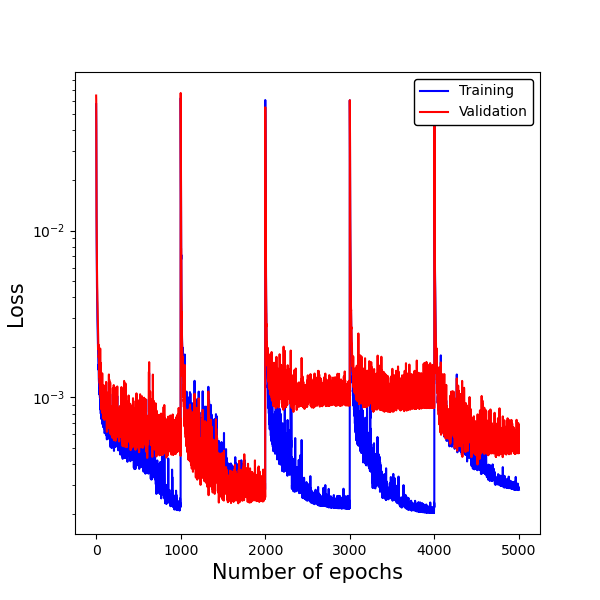 Training
Validation
Loss
10⁻²
10⁻³
0 1000 2000 3000 4000 5000
Number of epochs